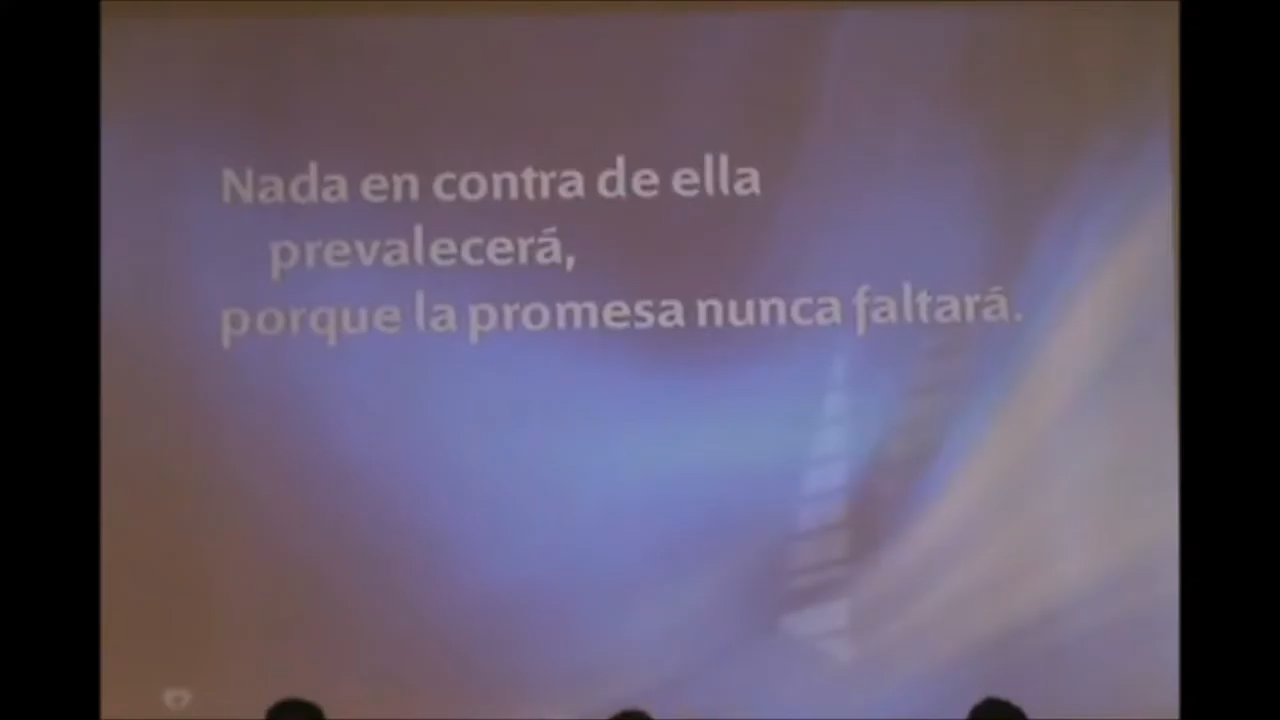 Nada en contra de ella
prevalecerá,
porque la promesa nunca faltará.